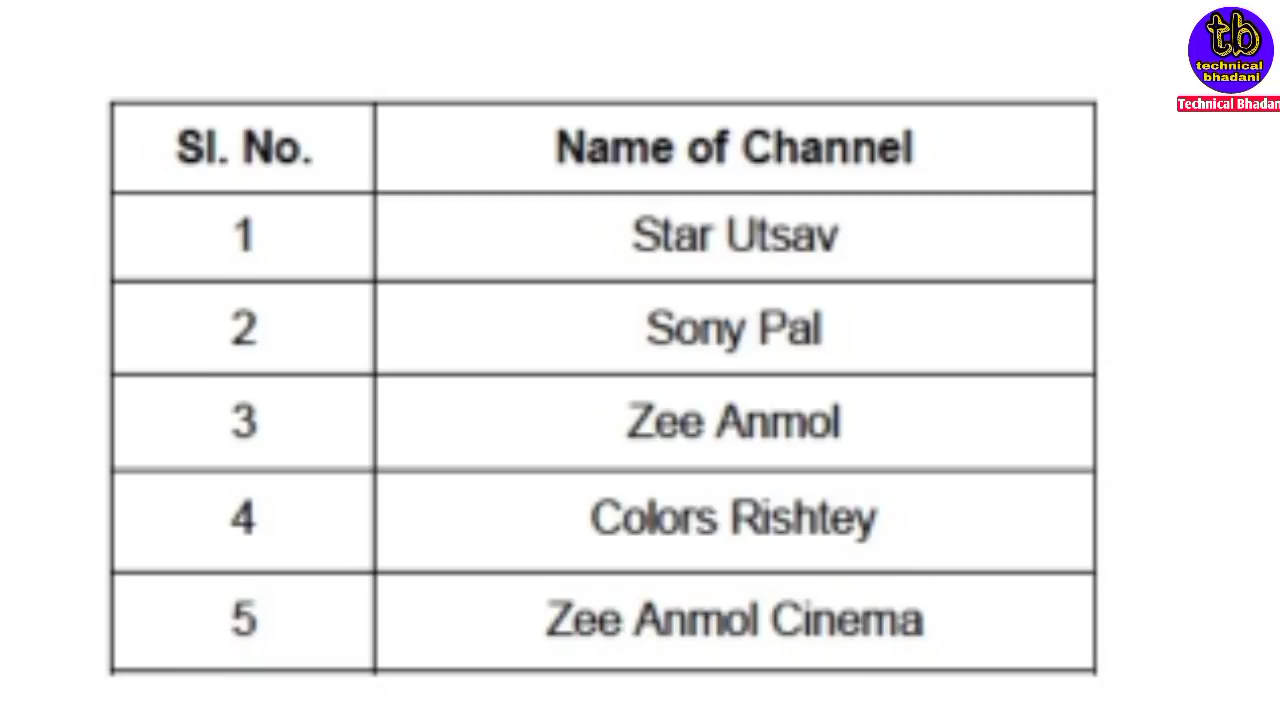 tb
technical
bhadani
Technical Bhadan
Sl. No. Name of Channel
1 Star Utsav
2 Sony Pal
3 Zee Anmol
4 Colors Rishtey
5 Zee Anmol Cinema